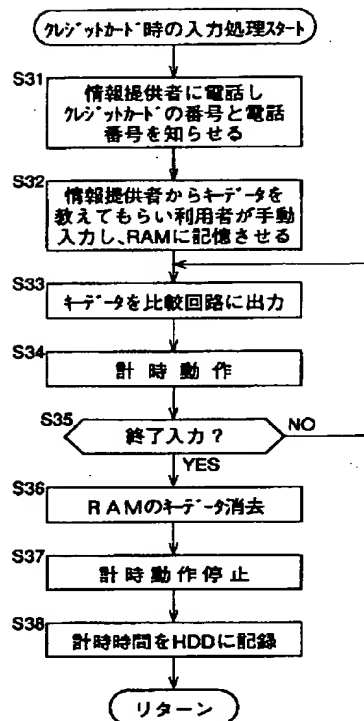 クレジットカード時の入力処理スタート
S31
情報提供者に電話し
クレジットカードの番号と電話
番号を知らせる
S32
情報提供者からキーデータを
教えてもらい利用者が手動
入力し、RAMに記憶させる
S33
キーデータを比較回路に出力
S34
計時動作
S35
終了入力?
NO
YES
S36
RAMのキーデータ消去
S37
計時動作停止
S38
計時時間をHDDに記録
リターン